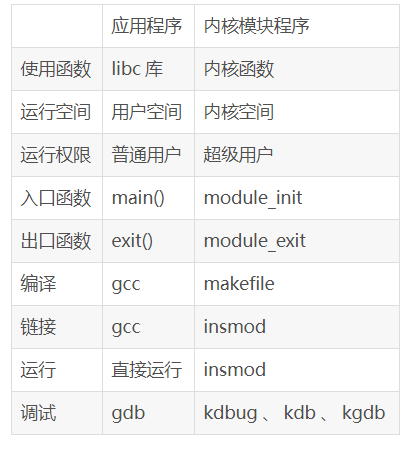 应用程序 内核模块程序
使用函数 libc 库 内核函数
运行空间 用户空间 内核空间
运行权限 普通用户 超级用户
入口函数 main() module_init
出口函数 exit() module_exit
编译 gcc makefile
链接 gcc insmod
运行 直接运行 insmod
调试 gdb kdbug 、 kdb 、 kgdb